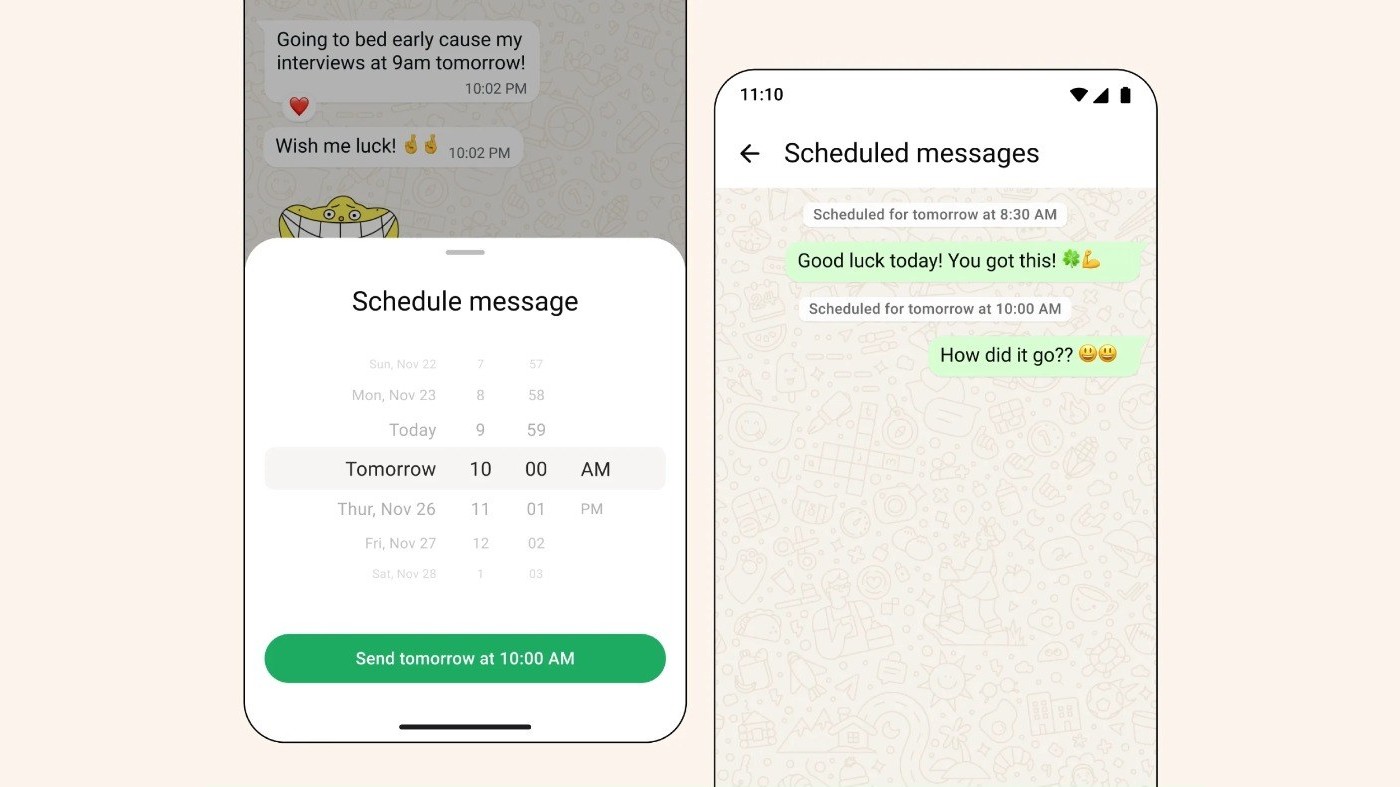 Going to bed early cause my
interviews at 9am tomorrow!
10:02 PM
Wish me luck! 🤞🤞 10:02 PM
Schedule message
Sun, Nov 22 7 57
Mon, Nov 23 8 58
Today 9 59
Tomorrow 10 00 AM
Thur, Nov 26 11 01 PM
Fri, Nov 27 12 02
Sat, Nov 28 1 03
Send tomorrow at 10:00 AM
11:10
Scheduled messages
Scheduled for tomorrow at 8:30 AM
Good luck today! You got this! 🍀💪
Scheduled for tomorrow at 10:00 AM
How did it go?? 😃😃